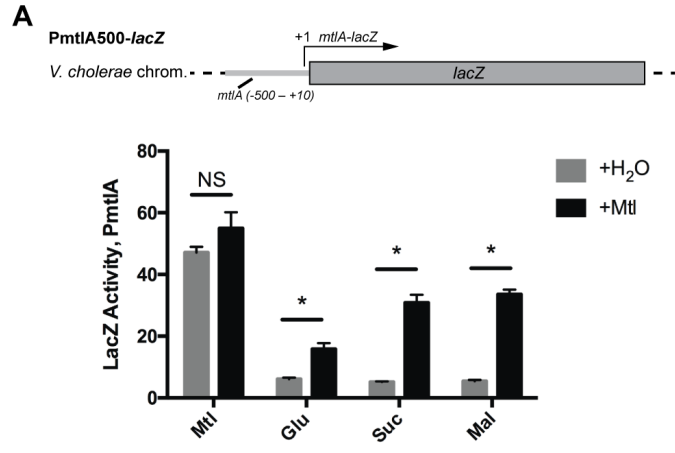 A
PmtlA500-lacZ
+1 mtlA-lacZ
V. cholerae chrom.
lacZ
mtlA (-500 – +10)
LacZ Activity, PmtlA
80
60
40
20
0
NS
*
*
*
+H₂O
+Mtl
Mtl
Glu
Suc
Mal